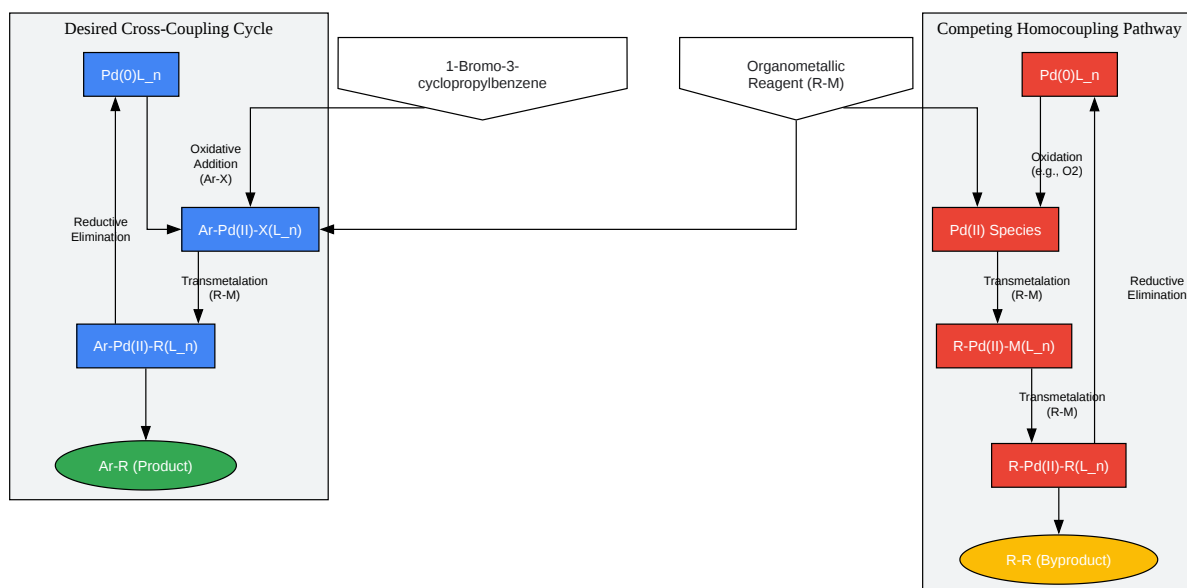 Desired Cross-Coupling Cycle
Pd(0)L_n
Oxidative
Addition
(Ar-X)
Reductive
Elimination
Ar-Pd(II)-X(L_n)
Transmetalation
(R-M)
Ar-Pd(II)-R(L_n)
Ar-R (Product)
1-Bromo-3-
cyclopropylbenzene
Organometallic
Reagent (R-M)
Competing Homocoupling Pathway
Pd(0)L_n
Oxidation
(e.g., O2)
Pd(II) Species
Transmetalation
(R-M)
Reductive
Elimination
R-Pd(II)-M(L_n)
Transmetalation
(R-M)
R-Pd(II)-R(L_n)
R-R (Byproduct)